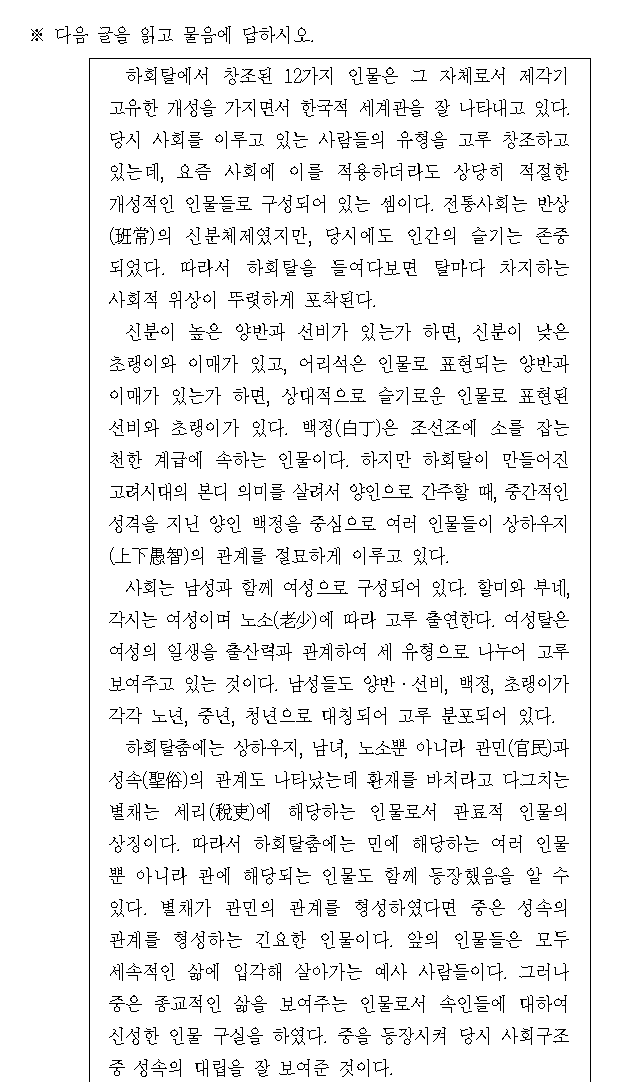 ※ 다음 글을 읽고 물음에 답하시오.
하회탈에서 창조된 12가지 인물은 그 자체로서 제각기
고유한 개성을 가지면서 한국적 세계관을 잘 나타내고 있다.
당시 사회를 이루고 있는 사람들의 유형을 고루 창조하고
있는데, 요즘 사회에 이를 적용하더라도 상당히 적절한
개성적인 인물들로 구성되어 있는 셈이다. 전통사회는 반상
(班常)의 신분체제였지만, 당시에도 인간의 슬기는 존중
되었다. 따라서 하회탈을 들여다보면 탈마다 차지하는
사회적 위상이 뚜렷하게 포착된다.
신분이 높은 양반과 선비가 있는가 하면, 신분이 낮은
초랭이와 이매가 있고, 어리석은 인물로 표현되는 양반과
이매가 있는가 하면, 상대적으로 슬기로운 인물로 표현된
선비와 초랭이가 있다. 백정(白丁)은 조선조에 소를 잡는
천한 계급에 속하는 인물이다. 하지만 하회탈이 만들어진
고려시대의 본디 의미를 살려서 양인으로 간주할 때, 중간적인
성격을 지닌 양인 백정을 중심으로 여러 인물들이 상하우지
(上下愚智)의 관계를 절묘하게 이루고 있다.
사회는 남성과 함께 여성으로 구성되어 있다. 할미와 부네,
각시는 여성이며 노소(老少)에 따라 고루 출연한다. 여성탈은
여성의 일생을 출산력과 관계하여 세 유형으로 나누어 고루
보여주고 있는 것이다. 남성들도 양반·선비, 백정, 초랭이가
각각 노년, 중년, 청년으로 대칭되어 고루 분포되어 있다.
하회탈춤에는 상하우지, 남녀, 노소뿐 아니라 관민(官民)과
성속(聖俗)의 관계도 나타났는데 환재를 바치라고 다그치는
별채는 세리(稅吏)에 해당하는 인물로서 관료적 인물의
상징이다. 따라서 하회탈춤에는 민에 해당하는 여러 인물
뿐 아니라 관에 해당되는 인물도 함께 등장했음을 알 수
있다. 별채가 관민의 관계를 형성하였다면 중은 성속의
관계를 형성하는 긴요한 인물이다. 앞의 인물들은 모두
세속적인 삶에 입각해 살아가는 예사 사람들이다. 그러나
중은 종교적인 삶을 보여주는 인물로서 속인들에 대하여
신성한 인물 구실을 하였다. 중을 등장시켜 당시 사회구조
중 성속의 대립을 잘 보여준 것이다.